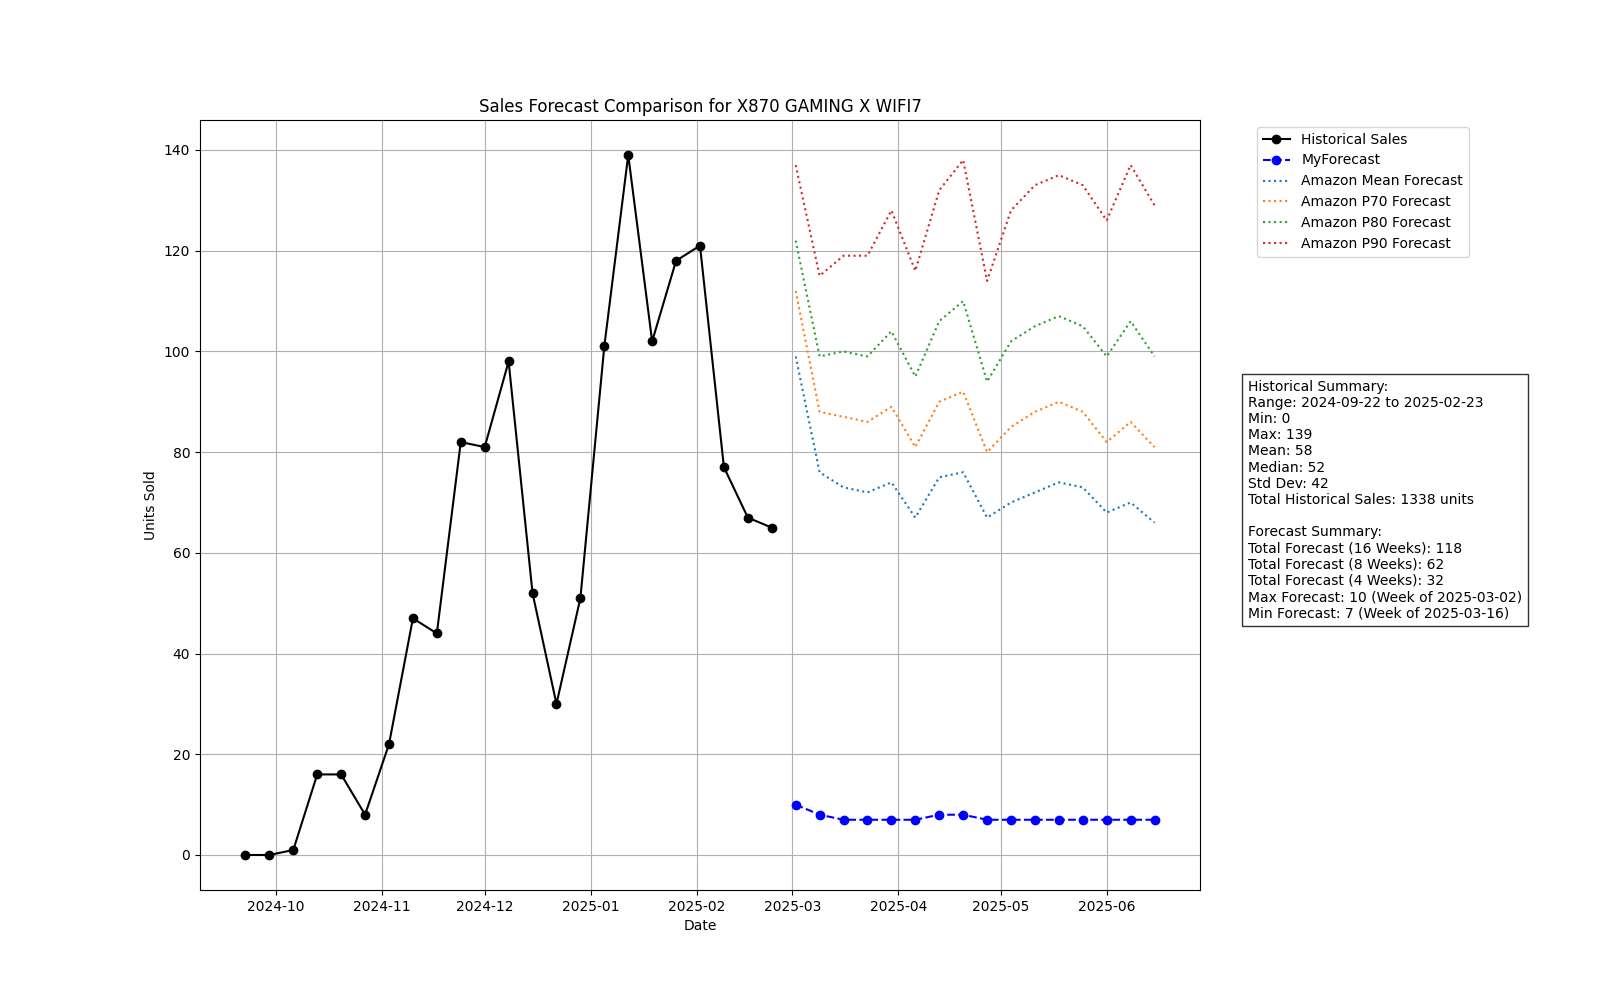 Sales Forecast Comparison for X870 GAMING X WIFI7
Units Sold
140
120
100
80
60
40
20
0
2024-10
2024-11
2024-12
2025-01
2025-02
2025-03
2025-04
2025-05
2025-06
Date
Historical Sales
MyForecast
Amazon Mean Forecast
Amazon P70 Forecast
Amazon P80 Forecast
Amazon P90 Forecast
Historical Summary:
Range: 2024-09-22 to 2025-02-23
Min: 0
Max: 139
Mean: 58
Median: 52
Std Dev: 42
Total Historical Sales: 1338 units
Forecast Summary:
Total Forecast (16 Weeks): 118
Total Forecast (8 Weeks): 62
Total Forecast (4 Weeks): 32
Max Forecast: 10 (Week of 2025-03-02)
Min Forecast: 7 (Week of 2025-03-16)